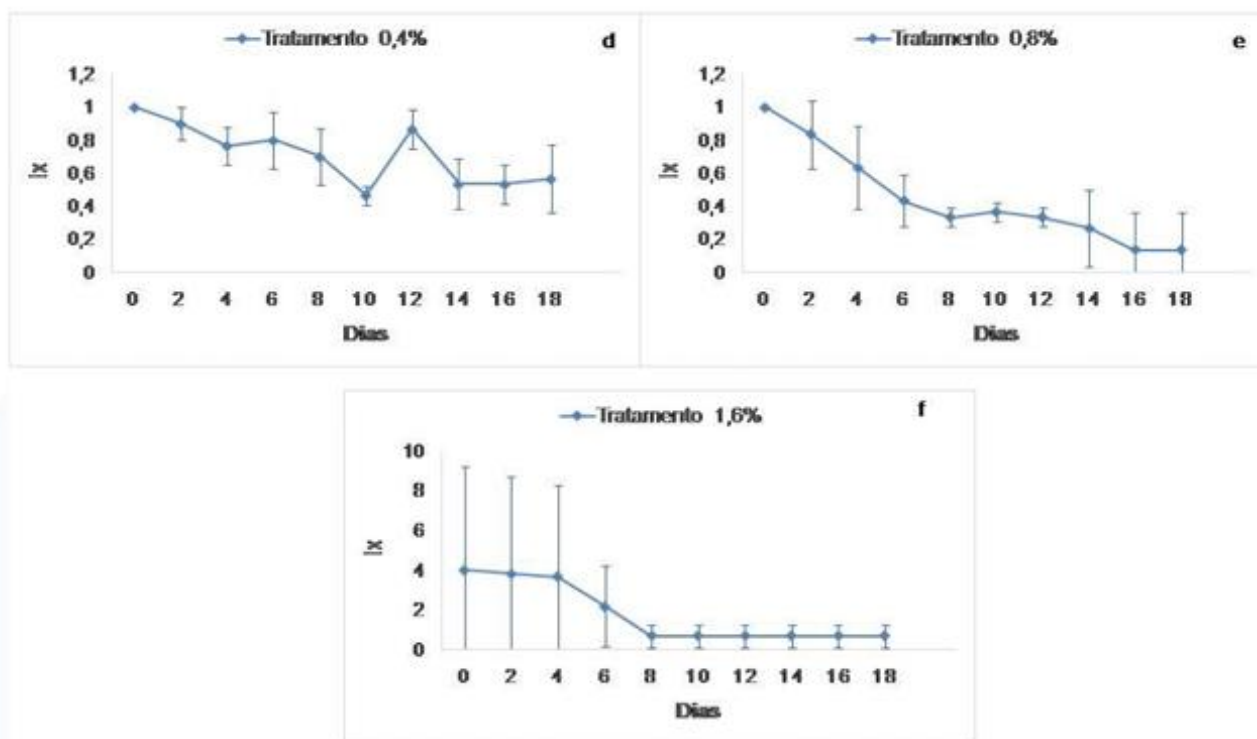 Tratamento 0,4%
d
1,2
1
0,8
0,6
0,4
0,2
0
lx
0 2 4 6 8 10 12 14 16 18
Dias
Tratamento 0,8%
e
1,2
1
0,8
0,6
0,4
0,2
0
lx
0 2 4 6 8 10 12 14 16 18
Dias
Tratamento 1,6%
f
10
8
6
4
2
0
lx
0 2 4 6 8 10 12 14 16 18
Dias